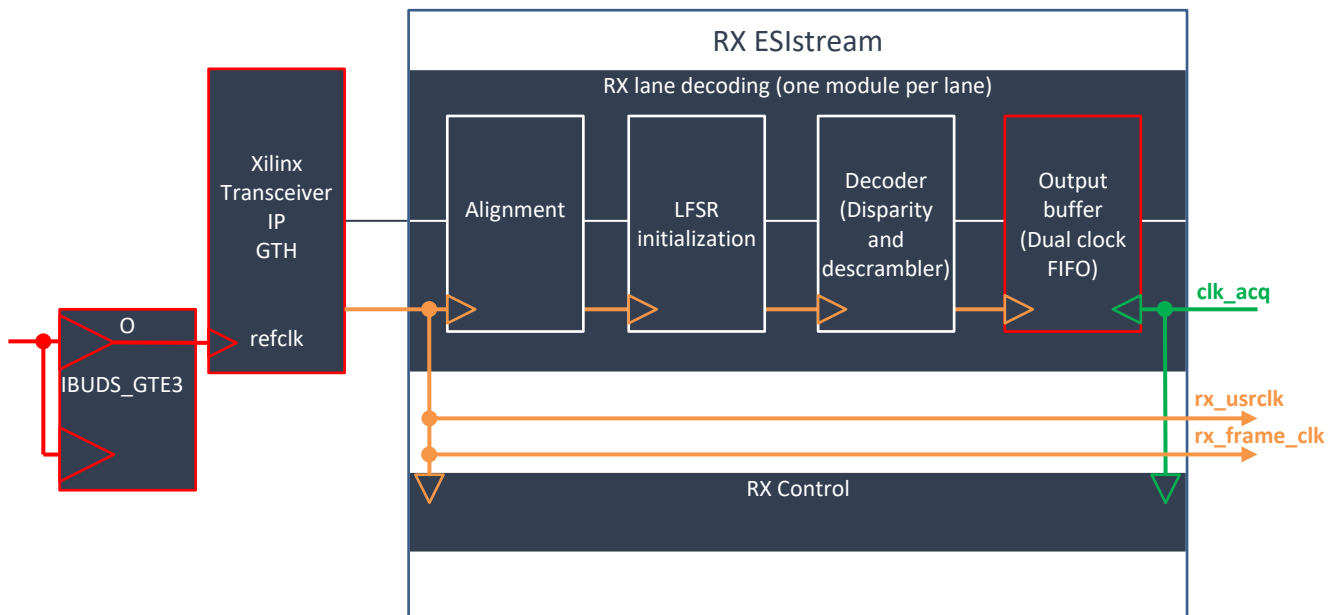 RX ESIstream
RX lane decoding (one module per lane)
Xilinx
Transceiver
IP
GTH
refclk
Alignment
LFSR
initialization
Decoder
(Disparity
and
descrambler)
Output
buffer
(Dual clock
FIFO)
clk_acq
O
IBUDS_GTE3
rx_usrclk
rx_frame_clk
RX Control